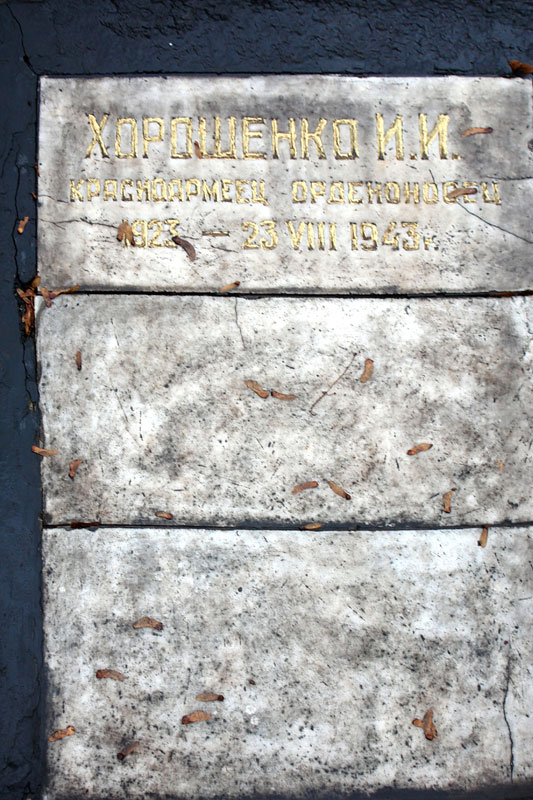 ХОРОШЕНКО И.И.
КРАСНОАРМЕЕЦ ОРДЕНОНОСЕЦ
1923 — 23 VIII 1943 г.